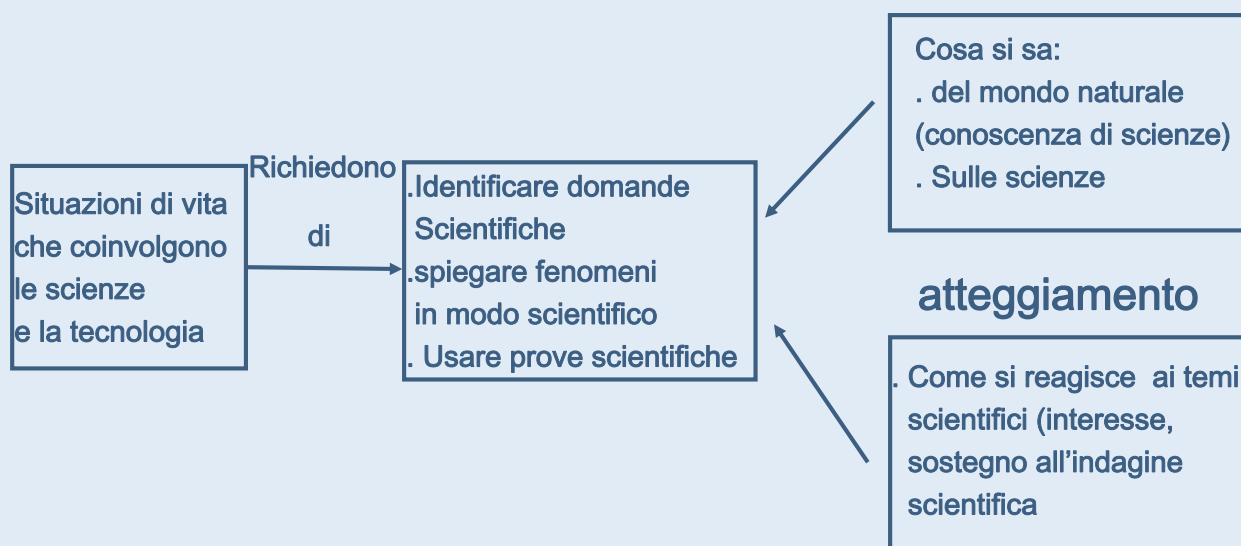 Situazioni di vita
che coinvolgono
le scienze
e la tecnologia
Richiedono
di
.Identificare domande
Scientifiche
.spiegare fenomeni
in modo scientifico
. Usare prove scientifiche
Cosa si sa:
. del mondo naturale
(conoscenza di scienze)
. Sulle scienze
atteggiamento
. Come si reagisce ai temi
scientifici (interesse,
sostegno all'indagine
scientifica